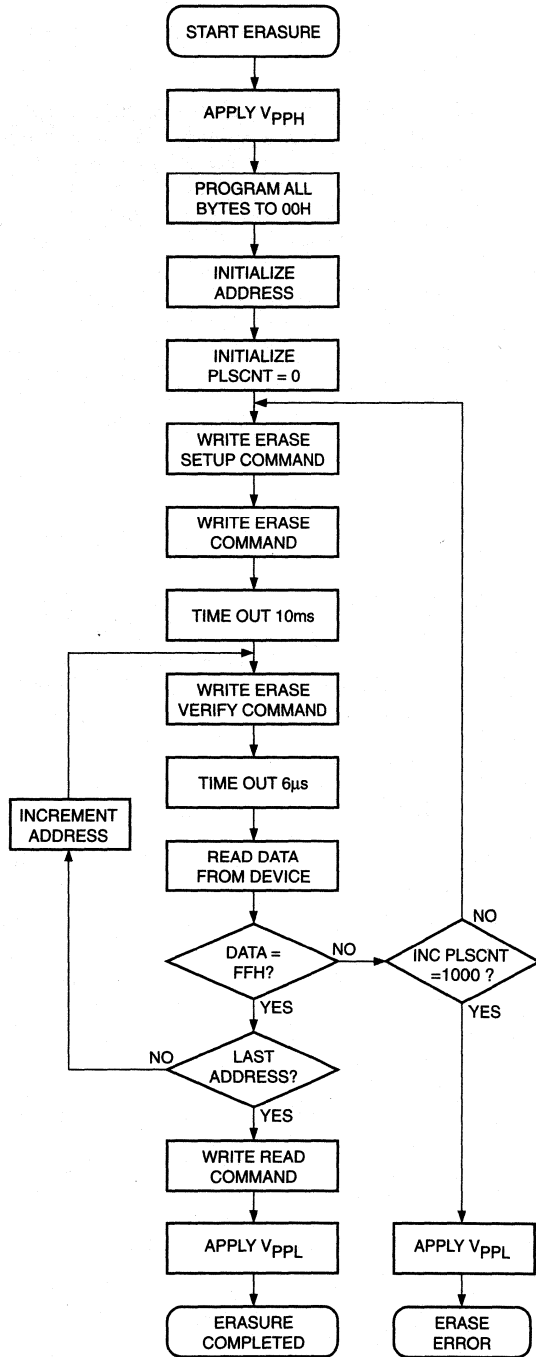 START ERASURE
APPLY VPPH
PROGRAM ALL
BYTES TO 00H
INITIALIZE
ADDRESS
INITIALIZE
PLSCNT = 0
WRITE ERASE
SETUP COMMAND
WRITE ERASE
COMMAND
TIME OUT 10ms
WRITE ERASE
VERIFY COMMAND
TIME OUT 6µs
INCREMENT
ADDRESS
READ DATA
FROM DEVICE
DATA =
FFH?
NO
YES
INC PLSCNT
=1000 ?
NO
YES
LAST
ADDRESS?
NO
YES
WRITE READ
COMMAND
APPLY VPPL
APPLY VPPL
ERASURE
COMPLETED
ERASE
ERROR